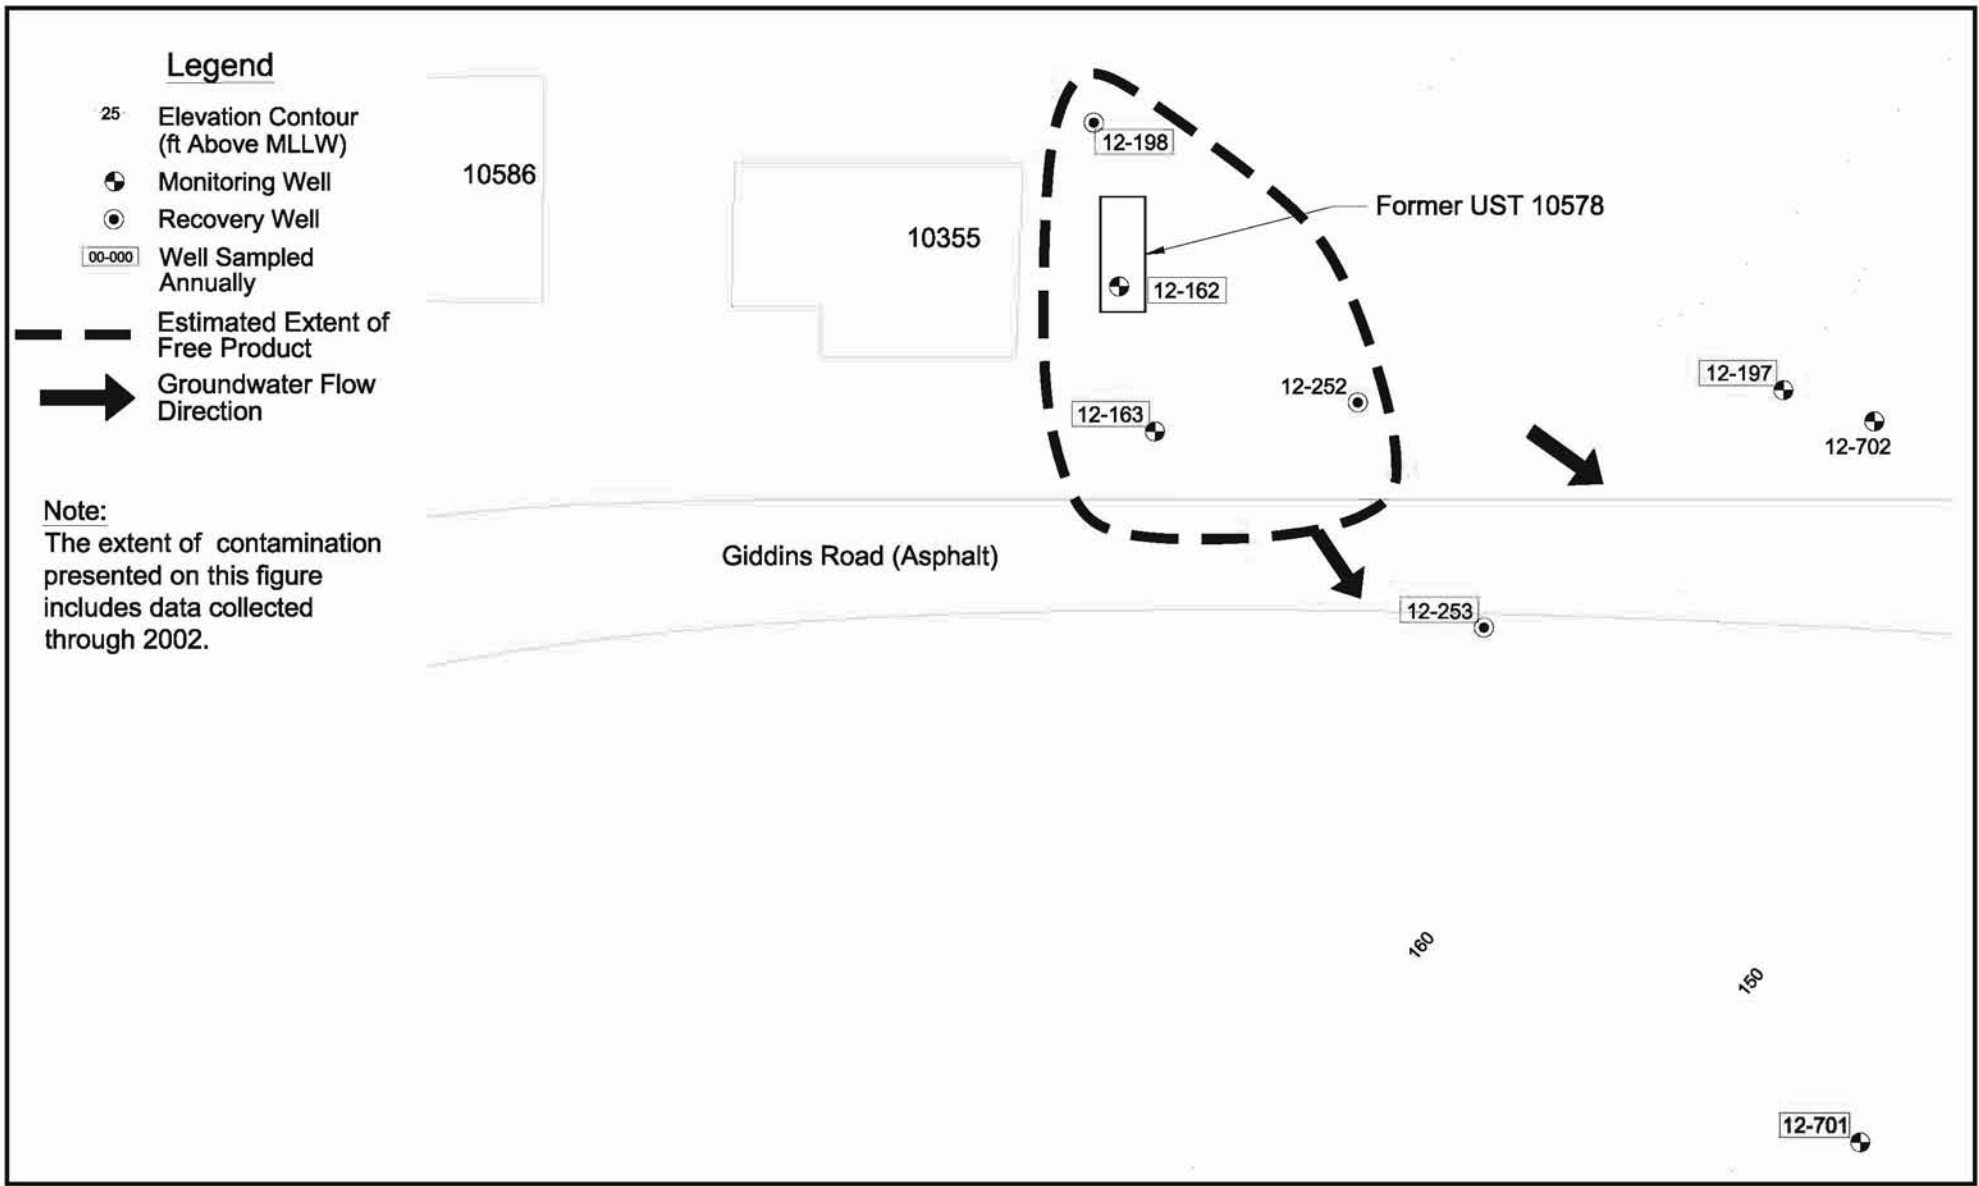 Legend
25
Elevation Contour
(ft Above MLLW)
Monitoring Well
Recovery Well
00-000
Well Sampled
Annually
Estimated Extent of
Free Product
Groundwater Flow
Direction
Note:
The extent of contamination
presented on this figure
includes data collected
through 2002.
10586
10355
12-198
Former UST 10578
12-162
12-252
12-163
12-197
12-702
Giddins Road (Asphalt)
12-253
160
150
12-701